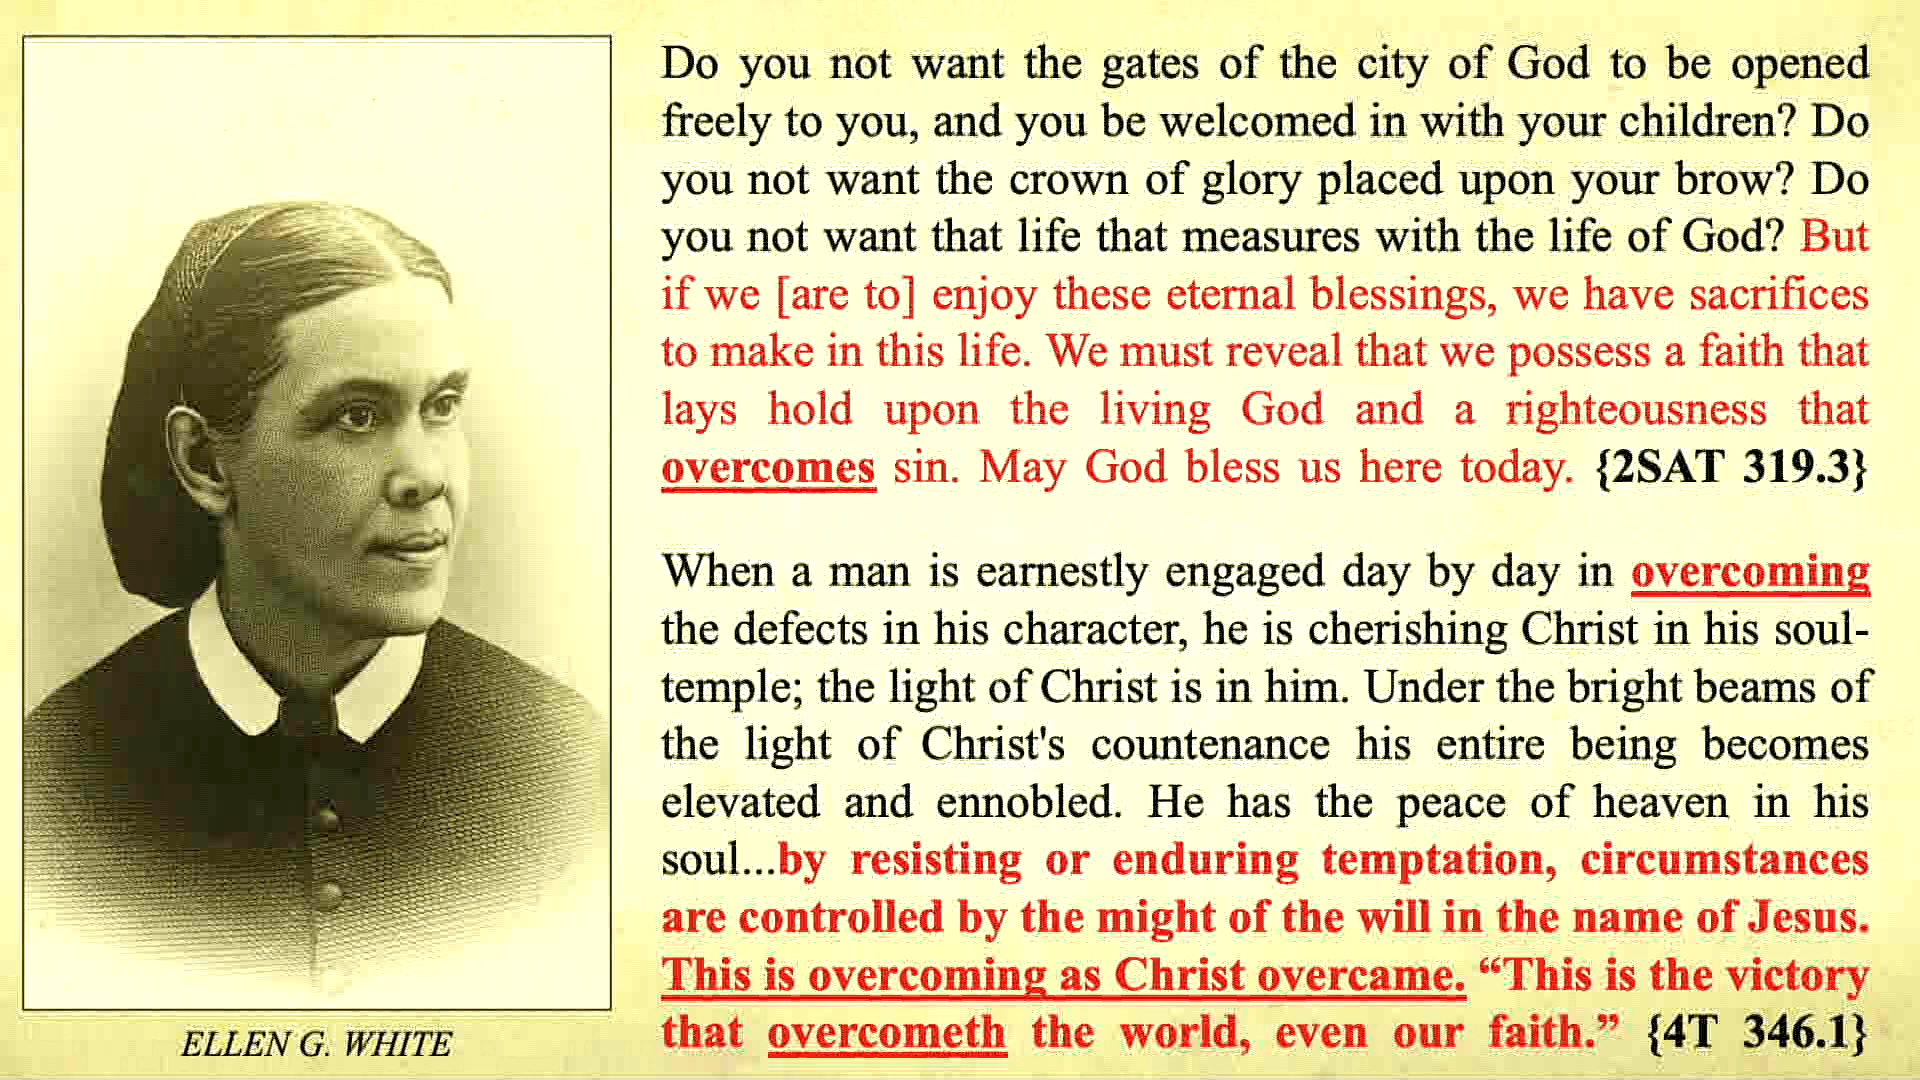 Do you not want the gates of the city of God to be opened
freely to you, and you be welcomed in with your children? Do
you not want the crown of glory placed upon your brow? Do
you not want that life that measures with the life of God? But
if we [are to] enjoy these eternal blessings, we have sacrifices
to make in this life. We must reveal that we possess a faith that
lays hold upon the living God and a righteousness that
overcomes sin. May God bless us here today. {2SAT 319.3}
When a man is earnestly engaged day by day in overcoming
the defects in his character, he is cherishing Christ in his soul-
temple; the light of Christ is in him. Under the bright beams of
the light of Christ's countenance his entire being becomes
elevated and ennobled. He has the peace of heaven in his
soul...by resisting or enduring temptation, circumstances
are controlled by the might of the will in the name of Jesus.
This is overcoming as Christ overcame. “This is the victory
that overcometh the world, even our faith.” {4T 346.1}
ELLEN G. WHITE